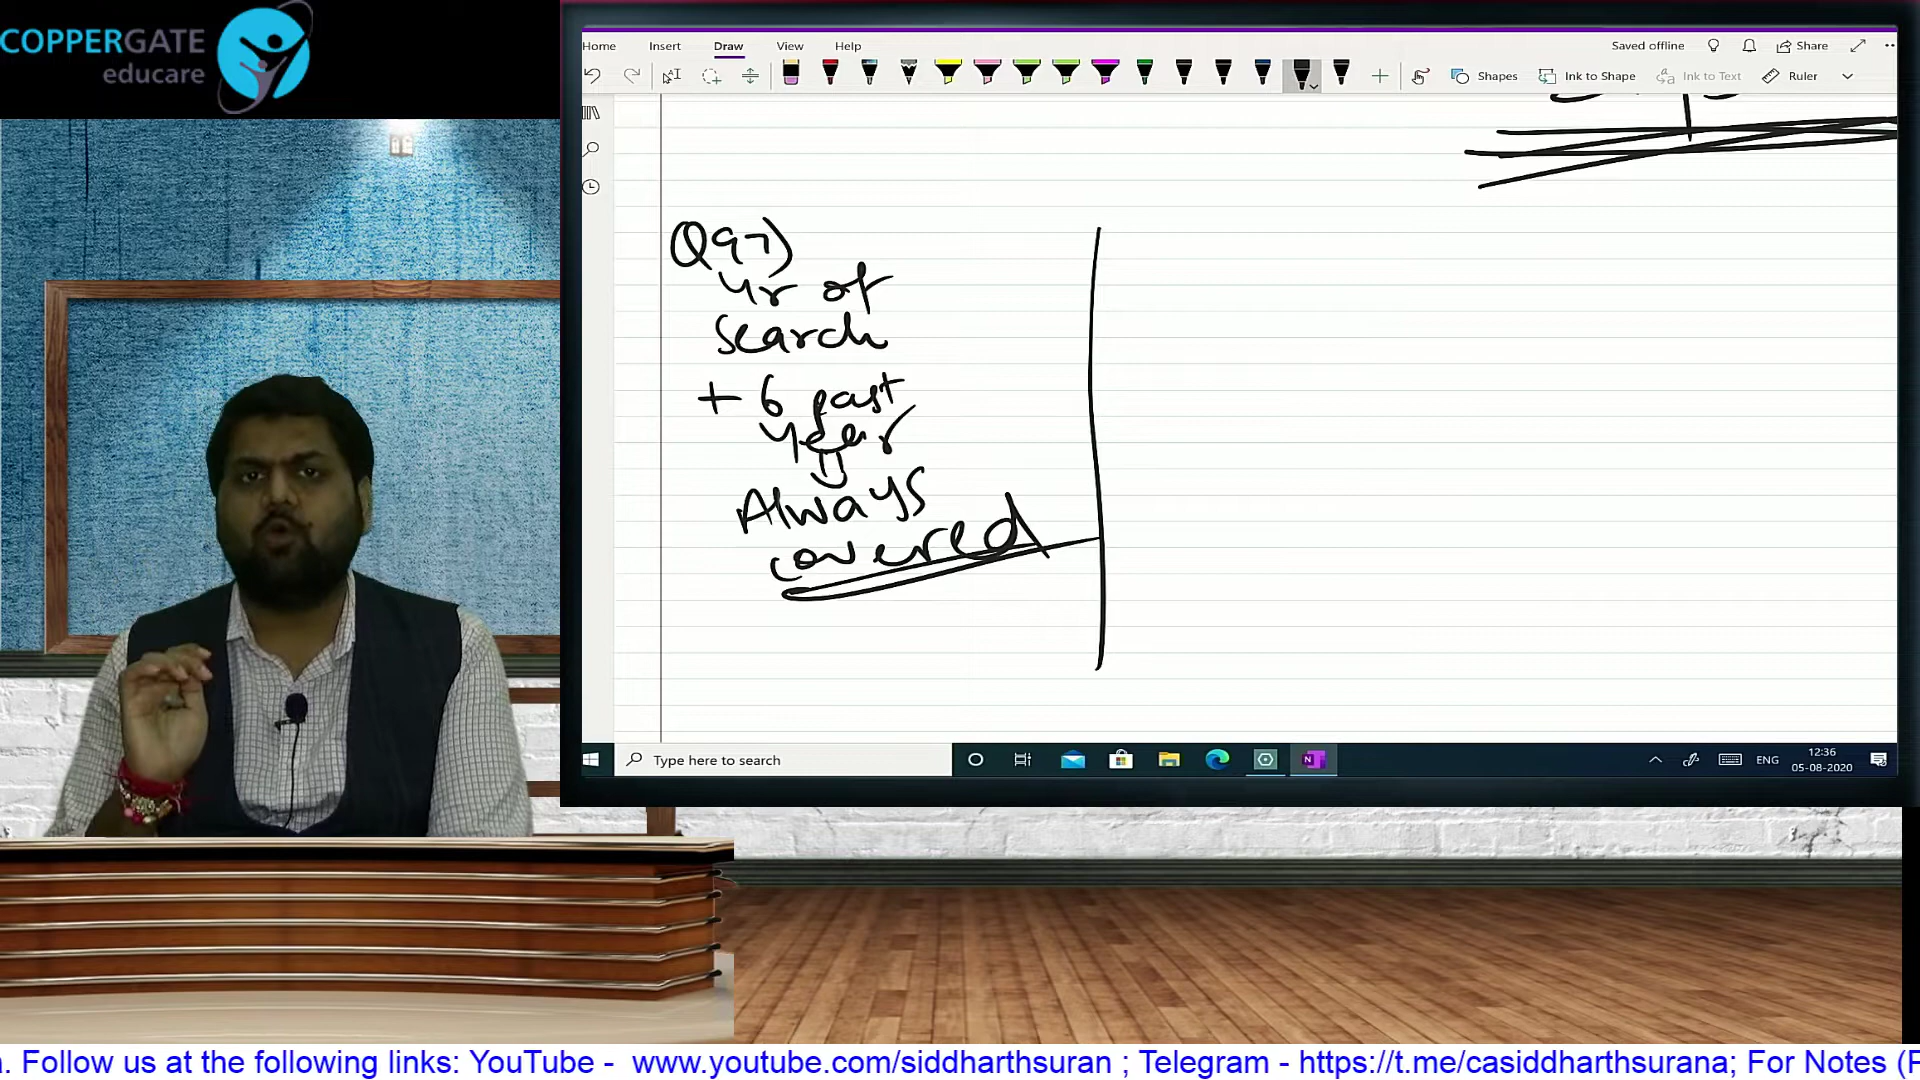 COPPERGATE
educare
Home Insert Draw View Help
Saved offline Share
Shapes Ink to Shape Ink to Text Ruler
Q97)
Yr of
search
+ 6 past
year
Always
covered
Type here to search
ENG
12:36
05-08-2020
. Follow us at the following links: YouTube - www.youtube.com/siddharthsuran ; Telegram - https://t.me/casiddharthsurana; For Notes (